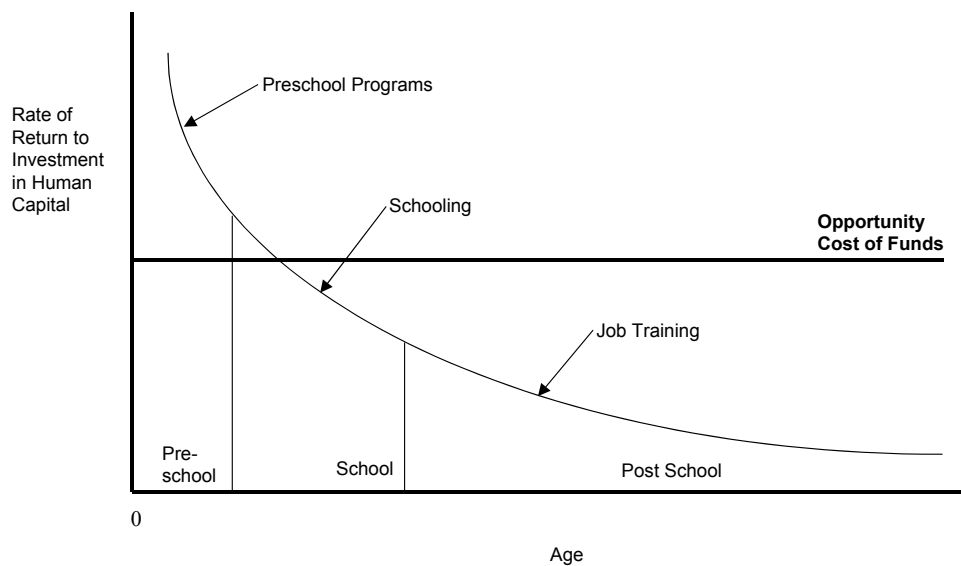 Preschool Programs
Rate of
Return to
Investment
in Human
Capital
Schooling
Opportunity
Cost of Funds
Job Training
Pre-
school
School
Post School
0
Age